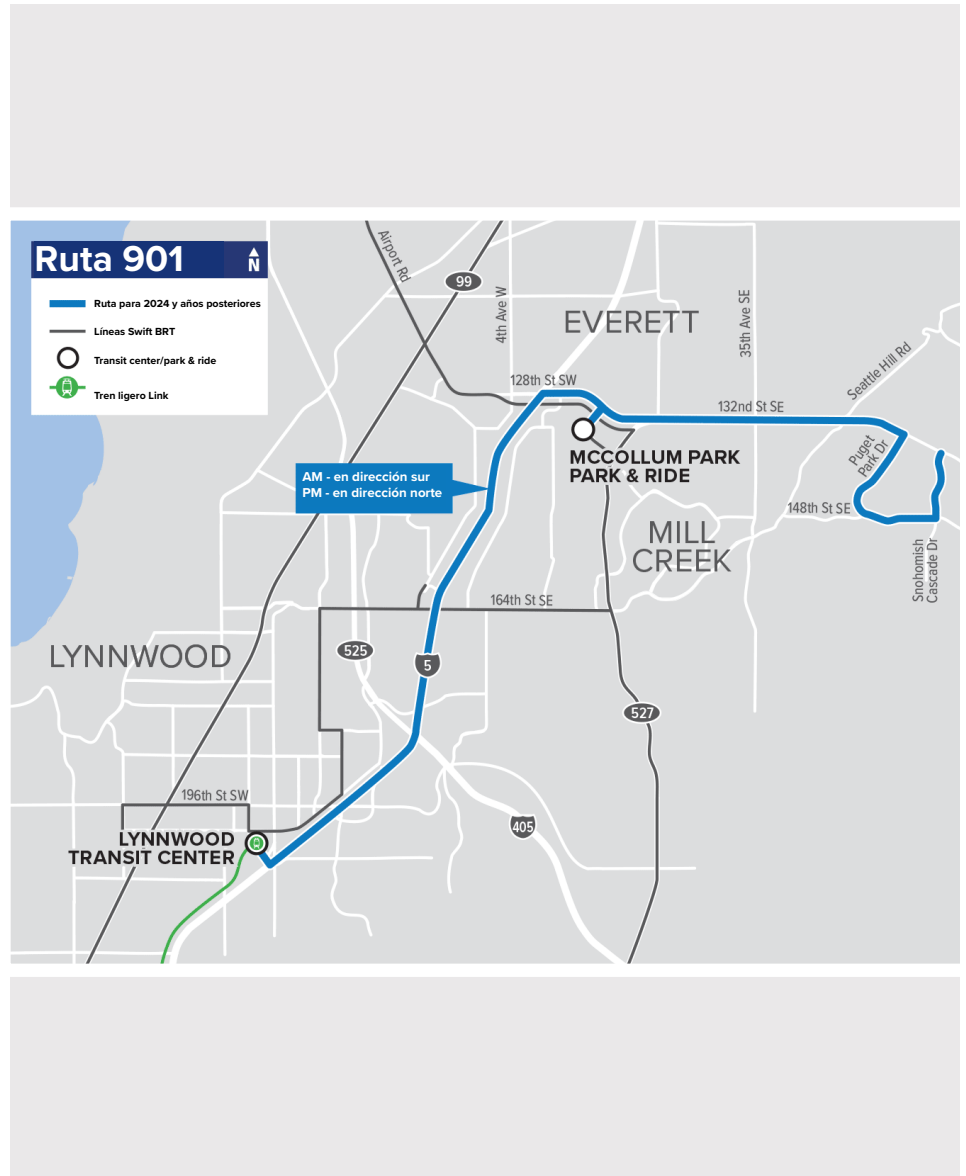 Ruta 901
N
Ruta para 2024 y años posteriores
Líneas Swift BRT
Transit center/park & ride
Tren ligero Link
Airport Rd
99
4th Ave W
EVERETT
35th Ave SE
Seattle Hill Rd
128th St SW
132nd St SE
MCCOLLUM PARK
PARK & RIDE
Puget
Park Dr
AM - en dirección sur
PM - en dirección norte
148th St SE
MILL
CREEK
Snohomish
Cascade Dr
164th St SE
LYNNWOOD
525
5
527
196th St SW
405
LYNNWOOD
TRANSIT CENTER